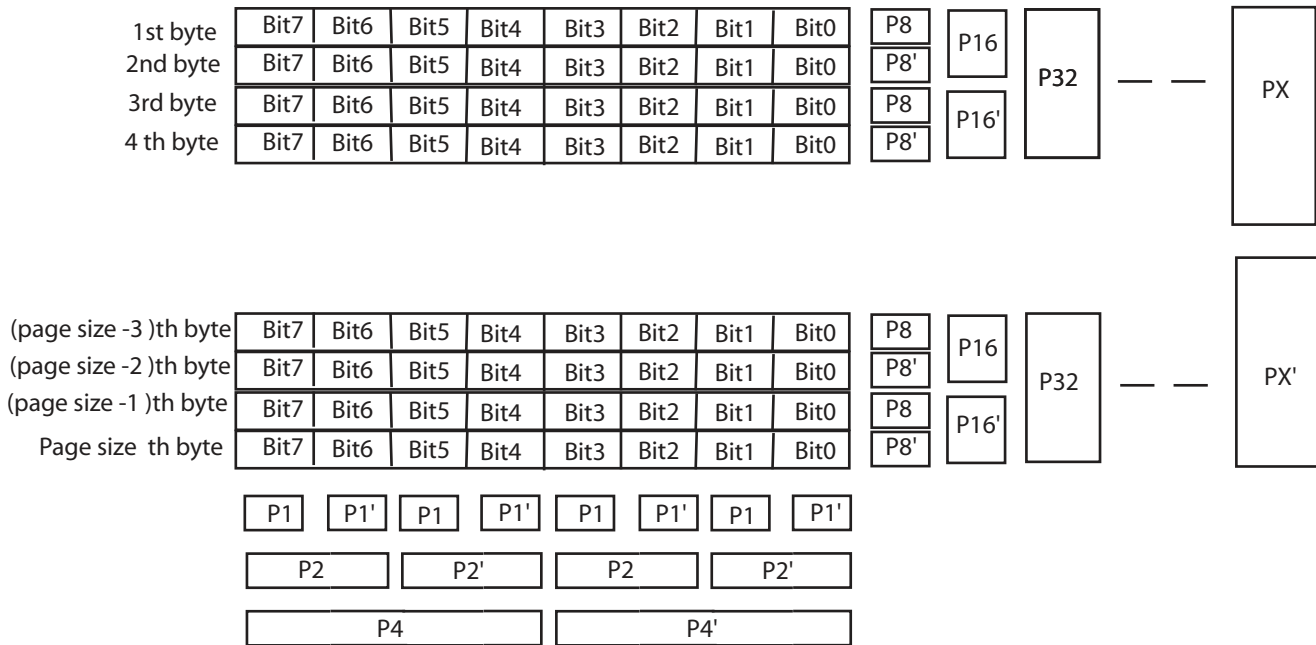 1st byte Bit7 Bit6 Bit5 Bit4 Bit3 Bit2 Bit1 Bit0 P8 P16 P32 — — PX
2nd byte Bit7 Bit6 Bit5 Bit4 Bit3 Bit2 Bit1 Bit0 P8'
3rd byte Bit7 Bit6 Bit5 Bit4 Bit3 Bit2 Bit1 Bit0 P8 P16'
4 th byte Bit7 Bit6 Bit5 Bit4 Bit3 Bit2 Bit1 Bit0 P8'
(page size -3 )th byte Bit7 Bit6 Bit5 Bit4 Bit3 Bit2 Bit1 Bit0 P8 P16 P32 — — PX'
(page size -2 )th byte Bit7 Bit6 Bit5 Bit4 Bit3 Bit2 Bit1 Bit0 P8'
(page size -1 )th byte Bit7 Bit6 Bit5 Bit4 Bit3 Bit2 Bit1 Bit0 P8 P16'
Page size th byte Bit7 Bit6 Bit5 Bit4 Bit3 Bit2 Bit1 Bit0 P8'
P1 P1' P1 P1' P1 P1' P1 P1'
P2 P2' P2 P2'
P4 P4'